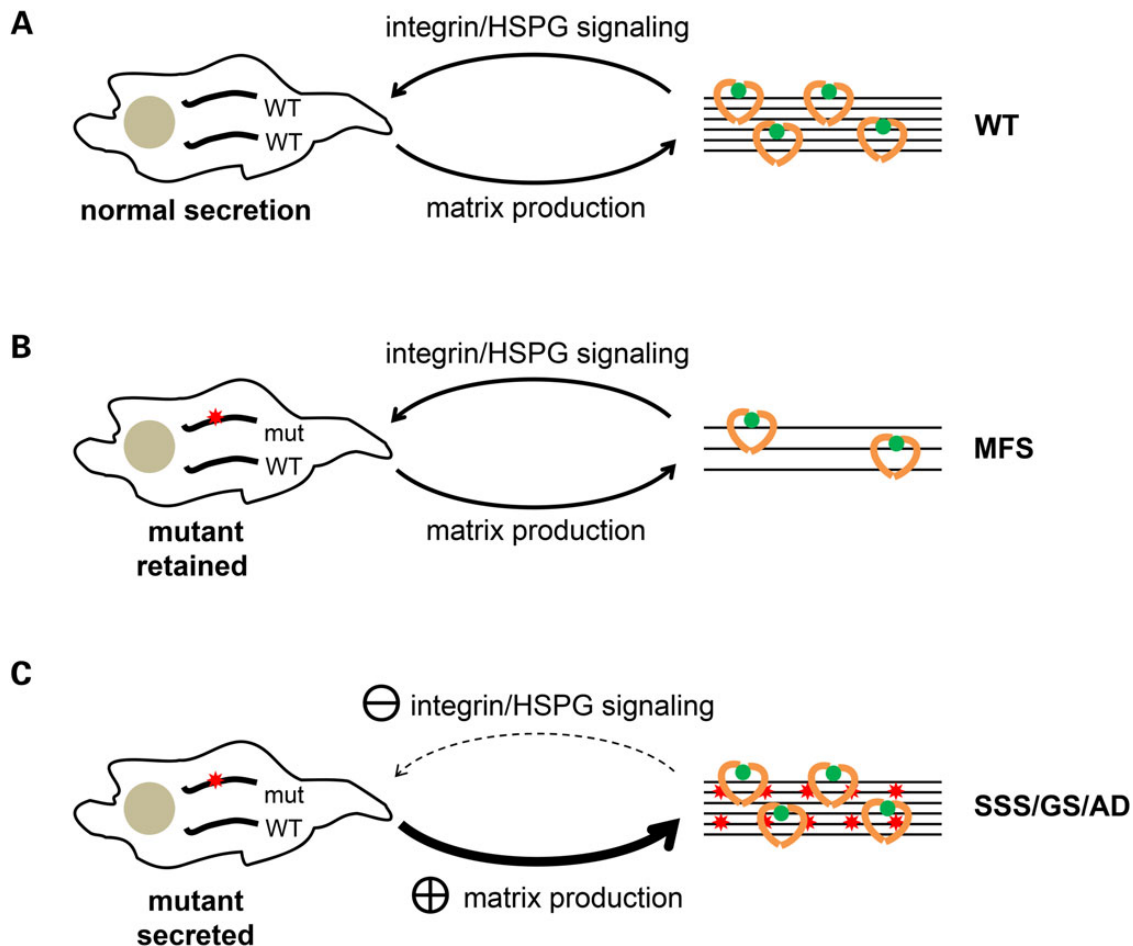 A
integrin/HSPG signaling
WT
WT
WT
normal secretion
matrix production
B
integrin/HSPG signaling
mut
WT
MFS
mutant
retained
matrix production
C
⊖ integrin/HSPG signaling
mut
WT
SSS/GS/AD
mutant
secreted
⊕ matrix production